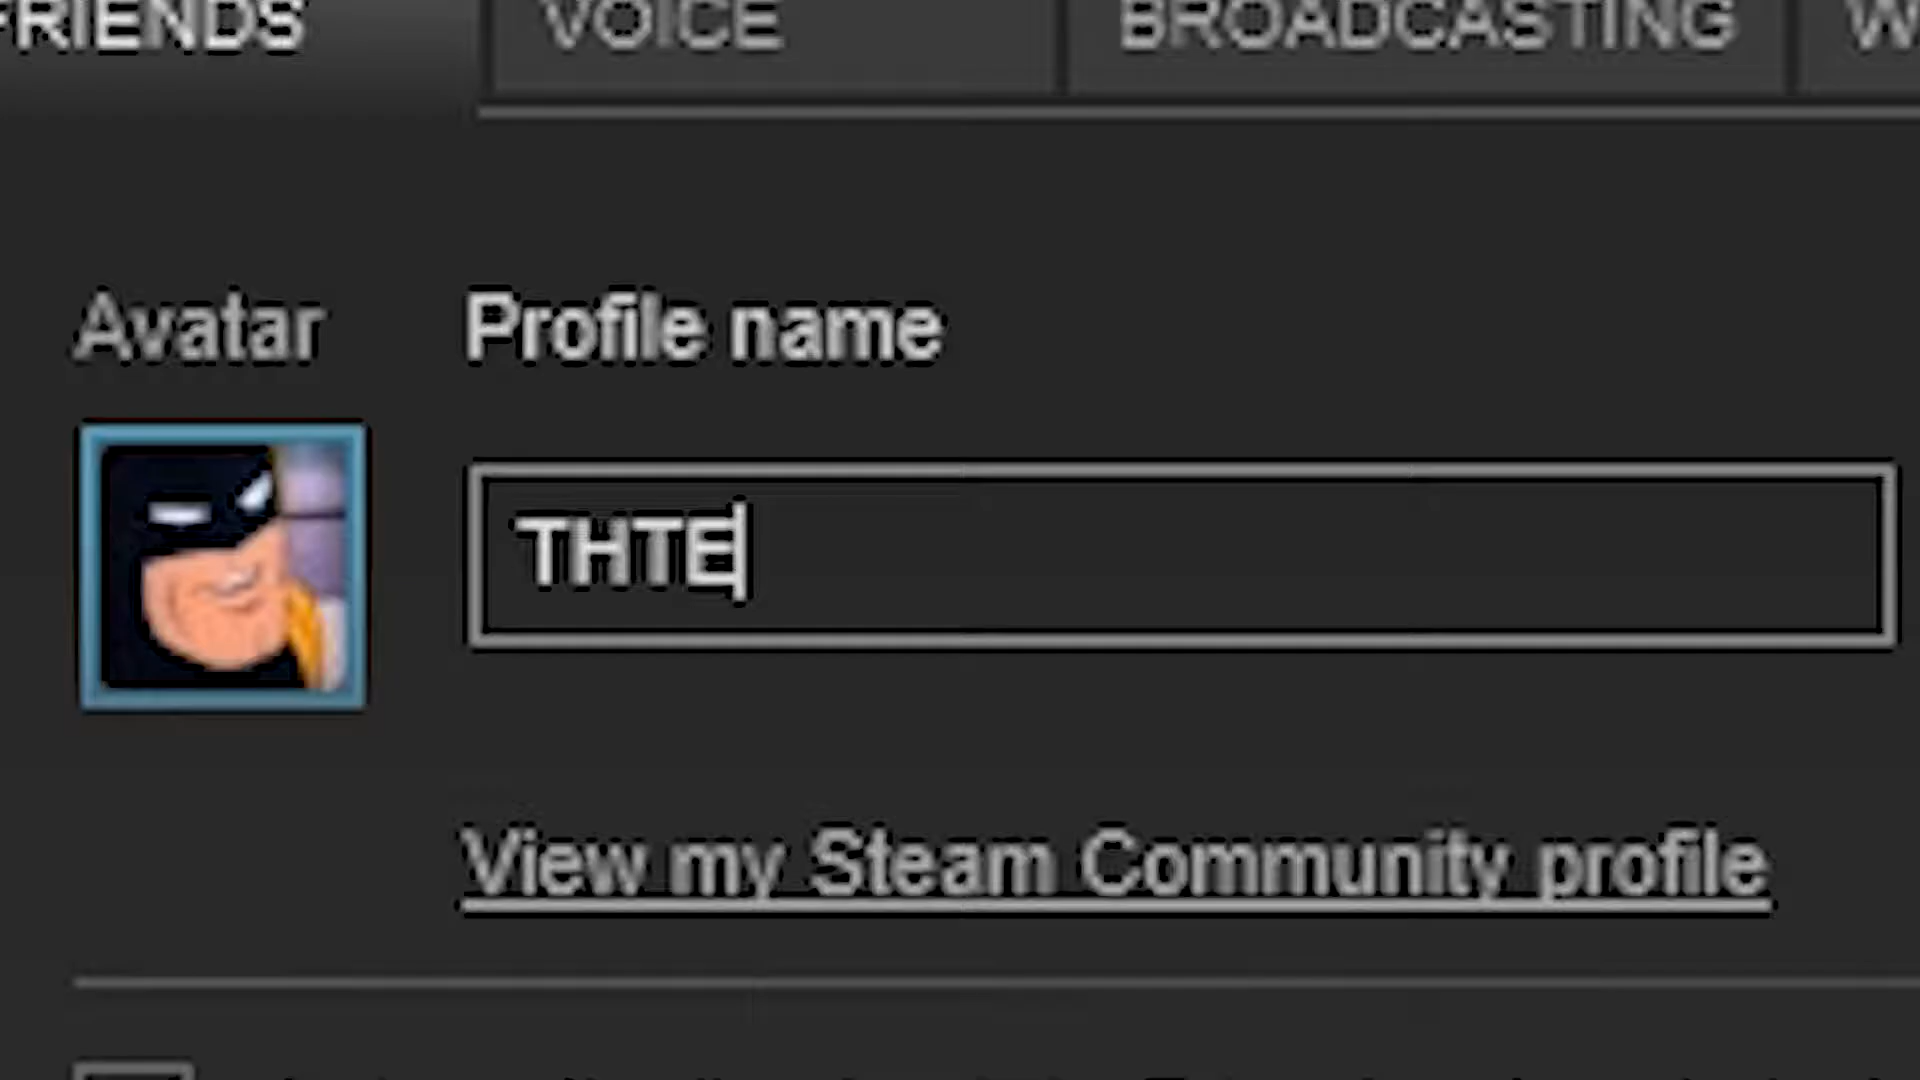 FRIENDS VOICE BROADCASTING
Avatar Profile name
THTE
View my Steam Community profile